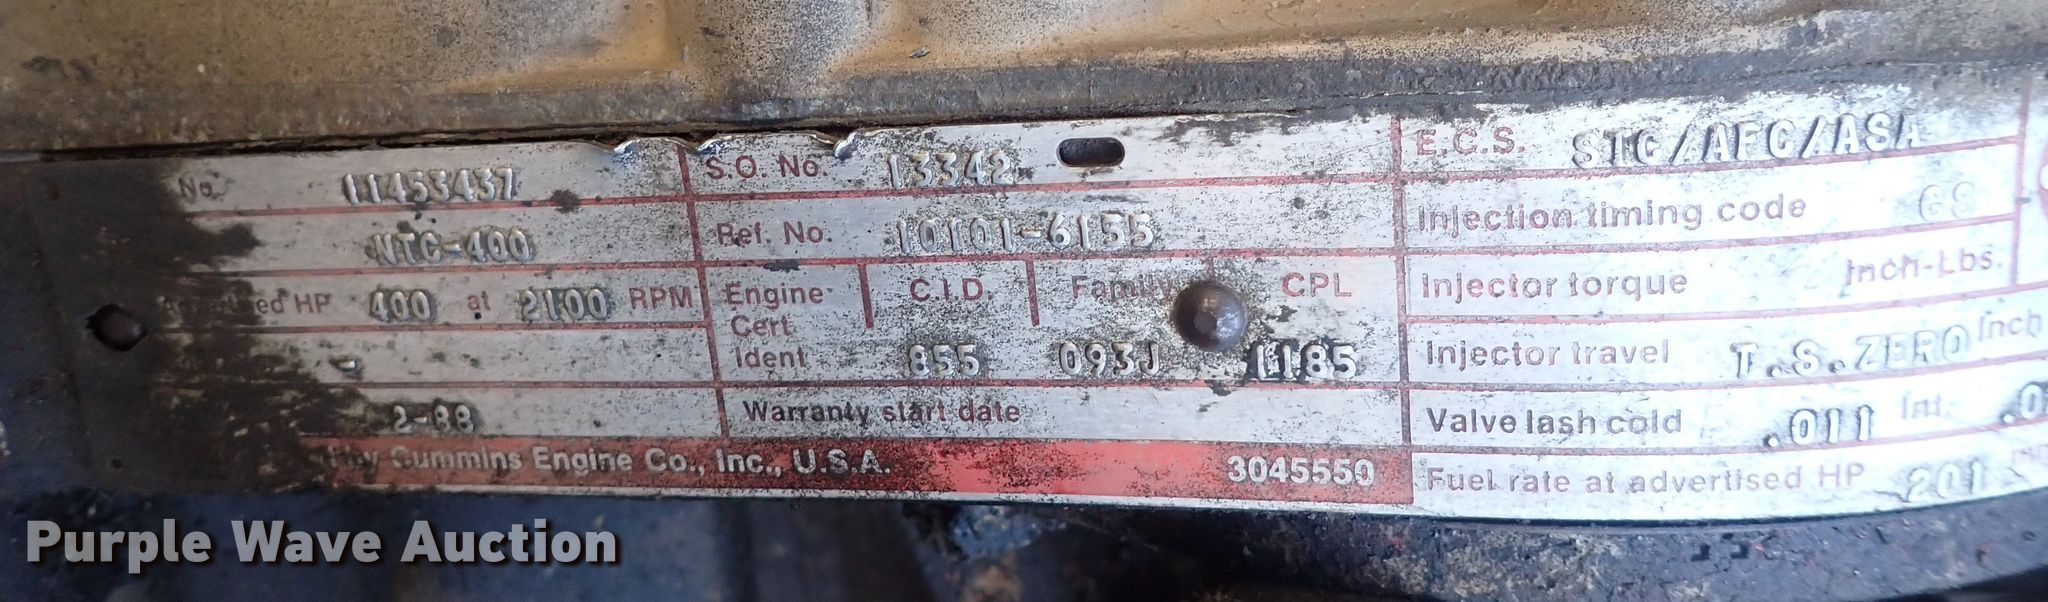 No. 11453437
NTC-400
Advertised HP 400 at 2100 RPM
-
2-88
by Cummins Engine Co., Inc., U.S.A. 3045550
S.O. No. 13342
Ref. No. 10101-6155
Engine Cert. Ident
C.I.D. 855
Family 093J
CPL 1185
Warranty start date
E.C.S. STC/AFC/ASA
Injection timing code
Injector torque Inch-Lbs.
Injector travel T.S.ZERO Inch
Valve lash cold .011 Int.
Fuel rate at advertised HP 201
Purple Wave Auction